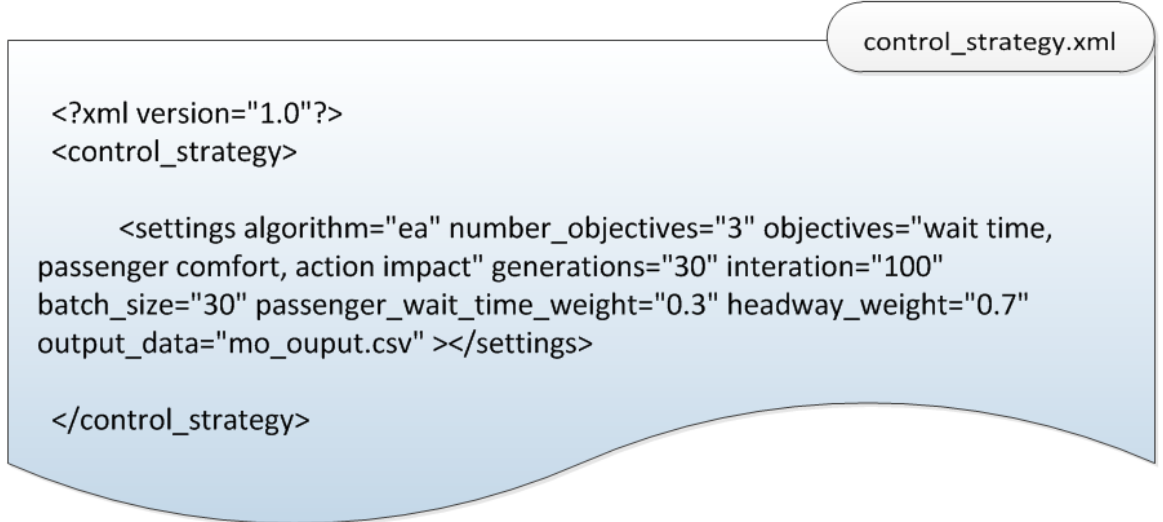 control_strategy.xml
<?xml version="1.0"?>
<control_strategy>
<settings algorithm="ea" number_objectives="3" objectives="wait time,
passenger comfort, action impact" generations="30" interation="100"
batch_size="30" passenger_wait_time_weight="0.3" headway_weight="0.7"
output_data="mo_ouput.csv" ></settings>
</control_strategy>